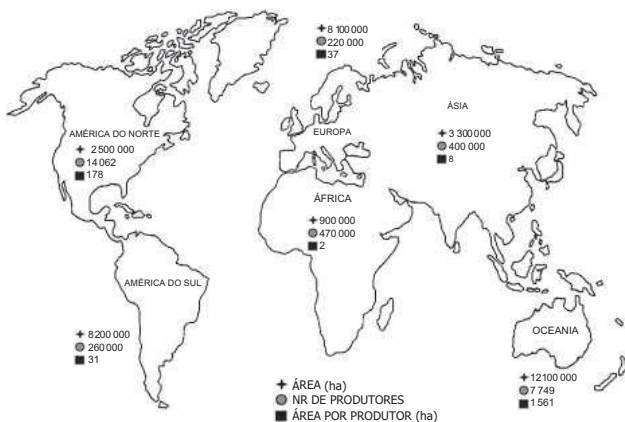 8 100 000
220 000
37
ÁSIA
EUROPA
3 300 000
400 000
8
AMÉRICA DO NORTE
2 500 000
14 062
178
ÁFRICA
900 000
470 000
2
AMÉRICA DO SUL
8 200 000
260 000
31
OCEANIA
12 100 000
7 749
1 561
ÁREA (ha)
NR DE PRODUTORES
ÁREA POR PRODUTOR (ha)